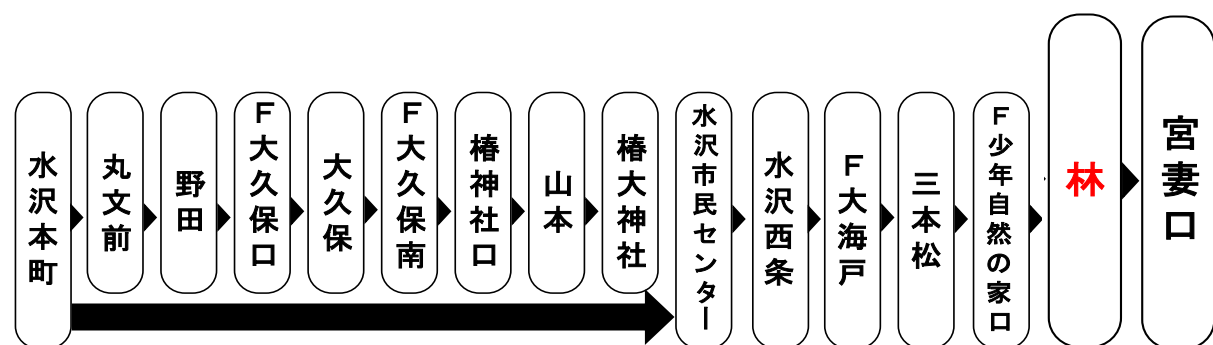 水沢本町
丸文前
野田
Ｆ大久保口
大久保
Ｆ大久保南
椿神社口
山本
椿大神社
水沢市民センター
水沢西条
Ｆ大海戸
三本松
Ｆ少年自然の家口
林
宮妻口